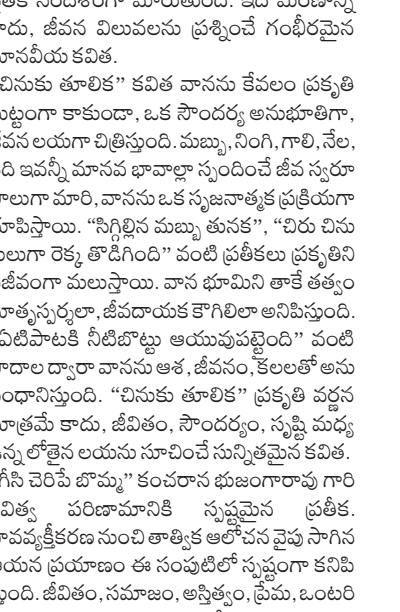 కాదు, జీవన విలువలను ప్రశ్నించే గంభీరమైన
మానవీయ కవిత.
చినుకు తూలిక” కవిత వానను కేవలం ప్రకృతి
ఘట్టంగా కాకుండా, ఒక సౌందర్య అనుభూతిగా,
జీవన లయగా చిత్రిస్తుంది. మబ్బు, నింగి, గాలి, నేల,
నది ఇవన్నీ మానవ భావాల్లా స్పందించే జీవ స్వరూ
పాలుగా మారి, వానను ఒక సృజనాత్మక ప్రక్రియగా
చూపిస్తాయి. “సిగ్గిల్లిన మబ్బు తునక”, “చిరు చిను
కులుగా రెక్క తొడిగింది” వంటి ప్రతీకలు ప్రకృతిని
సజీవంగా మలుస్తాయి. వాన భూమిని తాకే తత్వం
మాతృస్పర్శలా, జీవదాయక కౌగిలిలా అనిపిస్తుంది.
“ఏటిపాటకి నీటిబొట్టు ఆయువుపట్టైంది” వంటి
పాదాల ద్వారా వానను ఆశ, జీవనం, కలలతో అను
సంధానిస్తుంది. “చినుకు తూలిక” ప్రకృతి వర్ణన
మాత్రమే కాదు, జీవితం, సౌందర్యం, సృష్టి మధ్య
ఉన్న లోతైన లయను సూచించే సున్నితమైన కవిత.
గీసి చెరిపే బొమ్మ” కంచరాన భుజంగారావు గారి
కవిత్వ పరిణామానికి స్పష్టమైన ప్రతీక.
భావవ్యక్తీకరణ నుంచి తాత్విక ఆలోచన వైపు సాగిన
ఆయన ప్రయాణం ఈ సంపుటిలో స్పష్టంగా కనిపి
స్తుంది. జీవితం, సమాజం, అస్తిత్వం, ప్రేమ, ఒంటరి